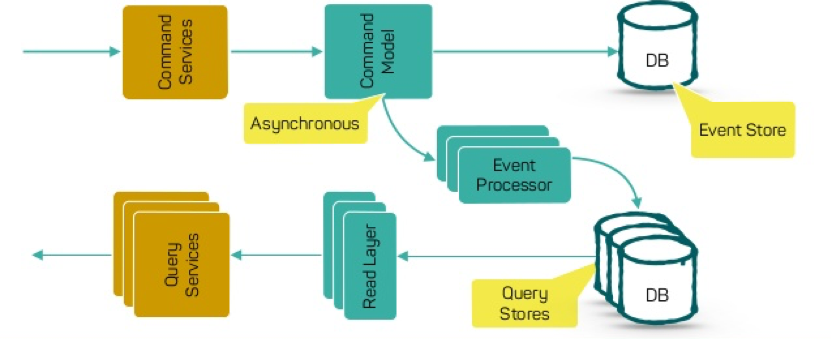 Command
Services
Command
Model
DB
Asynchronous
Event Store
Event
Processor
Query
Services
Read Layer
Query
Stores
DB